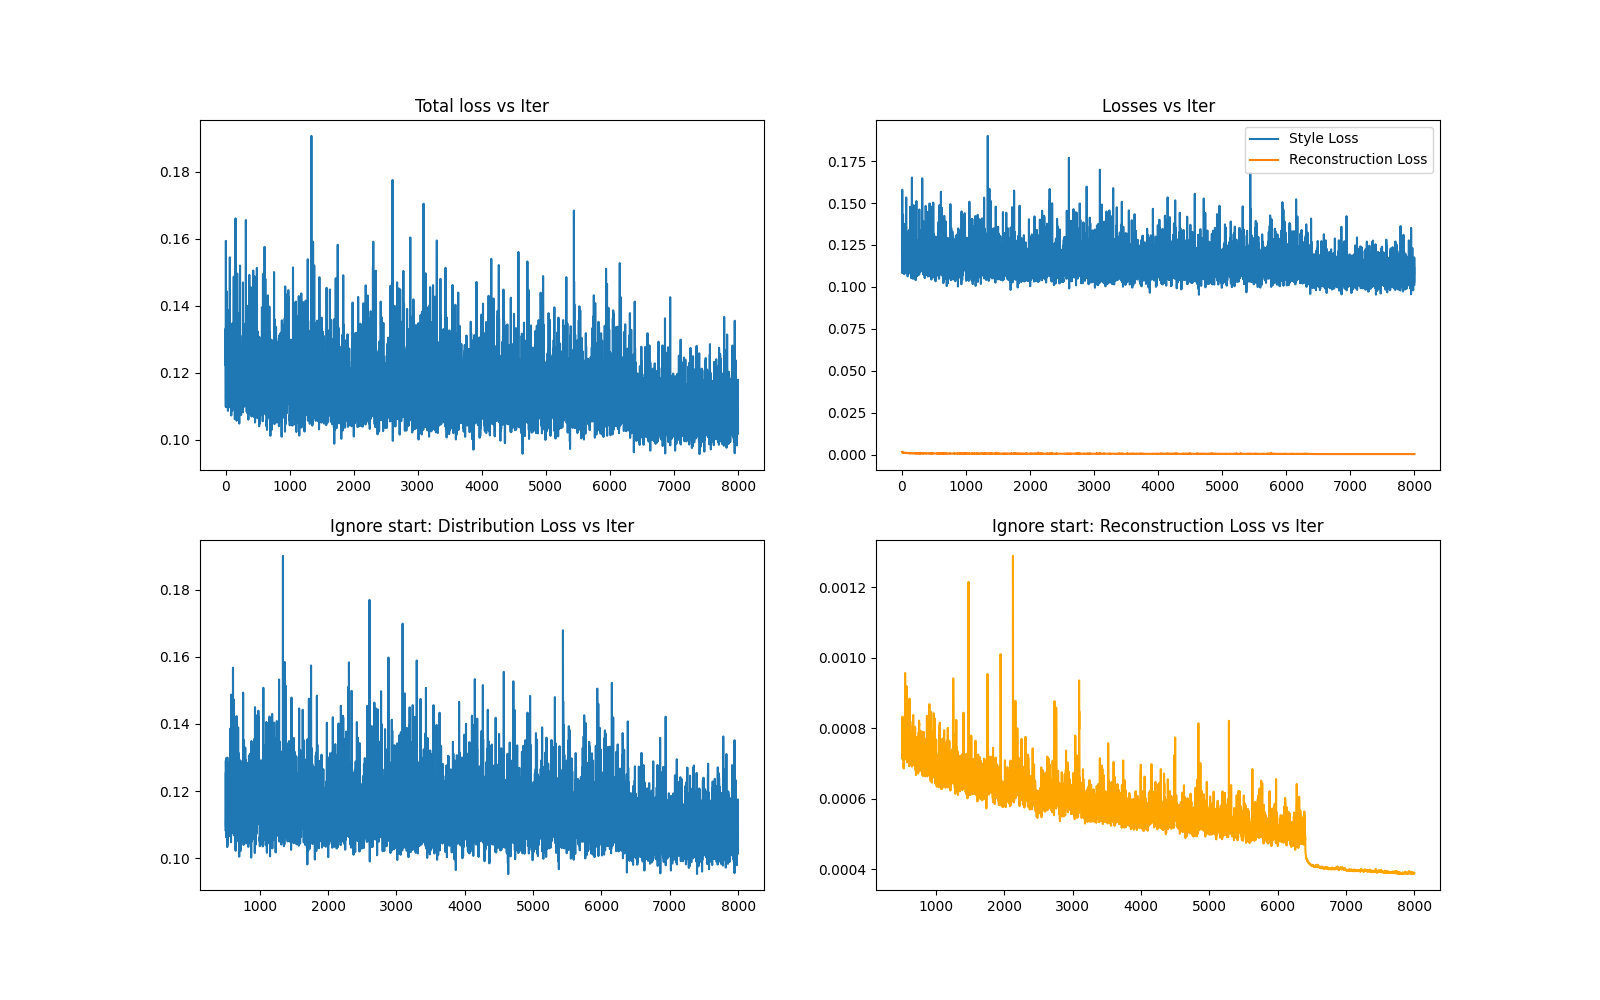 Total loss vs Iter
0.18
0.16
0.14
0.12
0.10
0 1000 2000 3000 4000 5000 6000 7000 8000
Losses vs Iter
Style Loss
Reconstruction Loss
0.175
0.150
0.125
0.100
0.075
0.050
0.025
0.000
0 1000 2000 3000 4000 5000 6000 7000 8000
Ignore start: Distribution Loss vs Iter
0.18
0.16
0.14
0.12
0.10
1000 2000 3000 4000 5000 6000 7000 8000
Ignore start: Reconstruction Loss vs Iter
0.0012
0.0010
0.0008
0.0006
0.0004
1000 2000 3000 4000 5000 6000 7000 8000